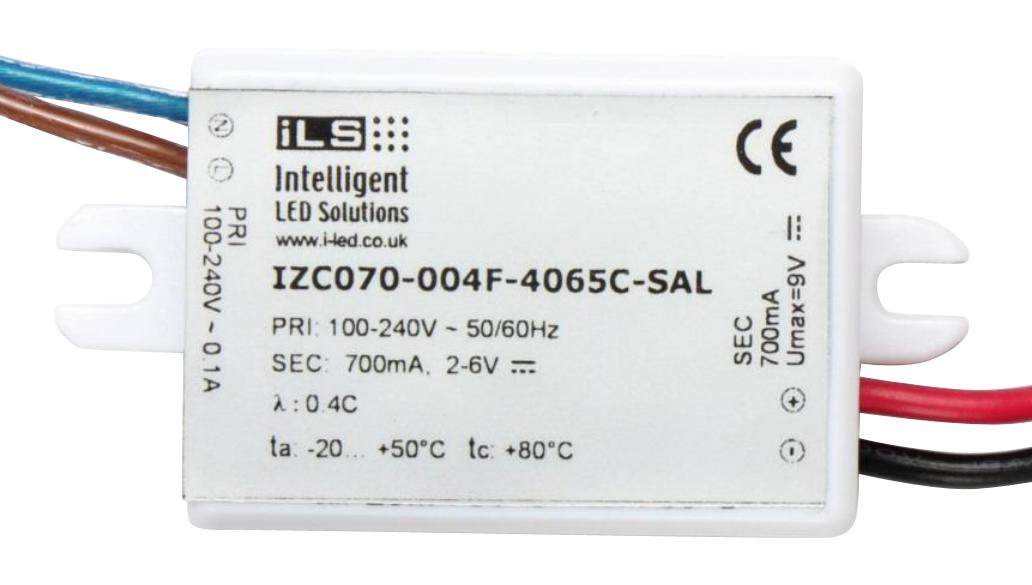 N
L
PRI
100-240V ~ 0.1A
iLS
Intelligent
LED Solutions
www.i-led.co.uk
IZC070-004F-4065C-SAL
PRI: 100-240V ~ 50/60Hz
SEC: 700mA, 2-6V ⎓
λ : 0.4C
ta: -20... +50°C tc: +80°C
CE
SEC
700mA
Umax=9V ⎓
+
-